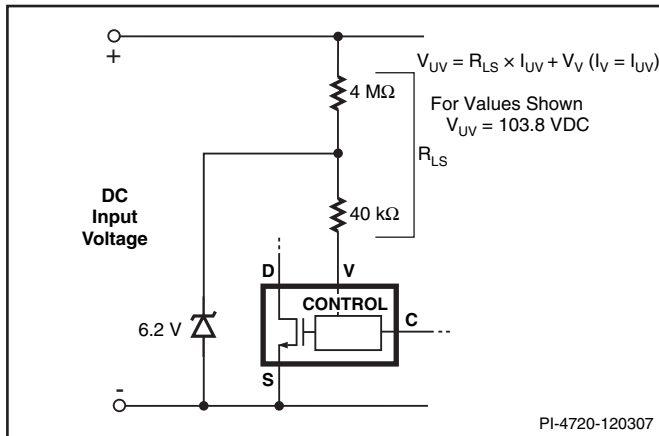 +
V_UV = R_LS × I_UV + V_V (I_V = I_UV)
4 MΩ
For Values Shown
V_UV = 103.8 VDC
R_LS
DC
Input
Voltage
40 kΩ
D
V
CONTROL
C
6.2 V
S
-
PI-4720-120307